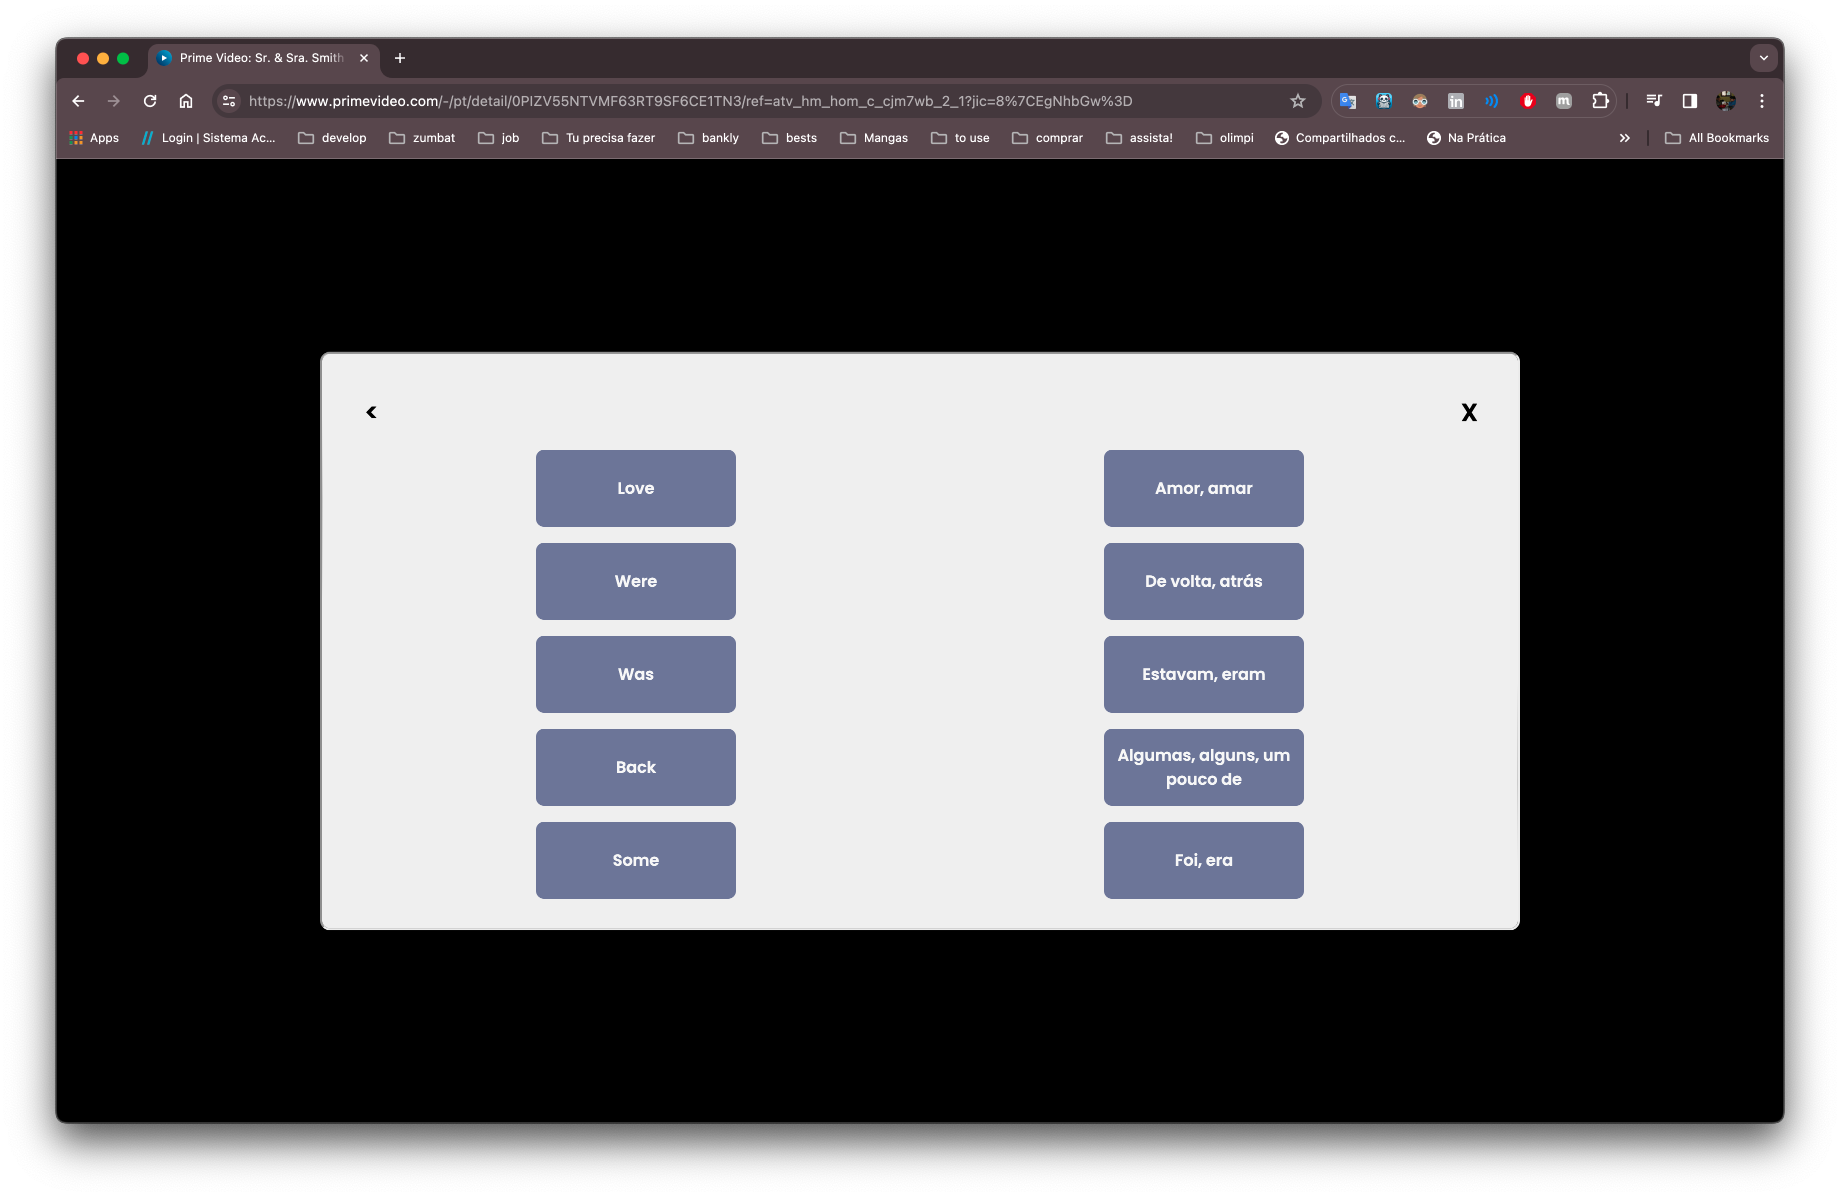 Prime Video: Sr. & Sra. Smith
https://www.primevideo.com/-/pt/detail/0PIZV55NTVMF63RT9SF6CE1TN3/ref=atv_hm_hom_c_cjm7wb_2_1?jic=8%7CEgNhbGw%3D
Apps Login | Sistema Ac... develop zumbat job Tu precisa fazer bankly bests Mangas to use comprar assista! olimpi Compartilhados c... Na Prática » All Bookmarks
< X
Love
Amor, amar
Were
De volta, atrás
Was
Estavam, eram
Back
Algumas, alguns, um
pouco de
Some
Foi, era